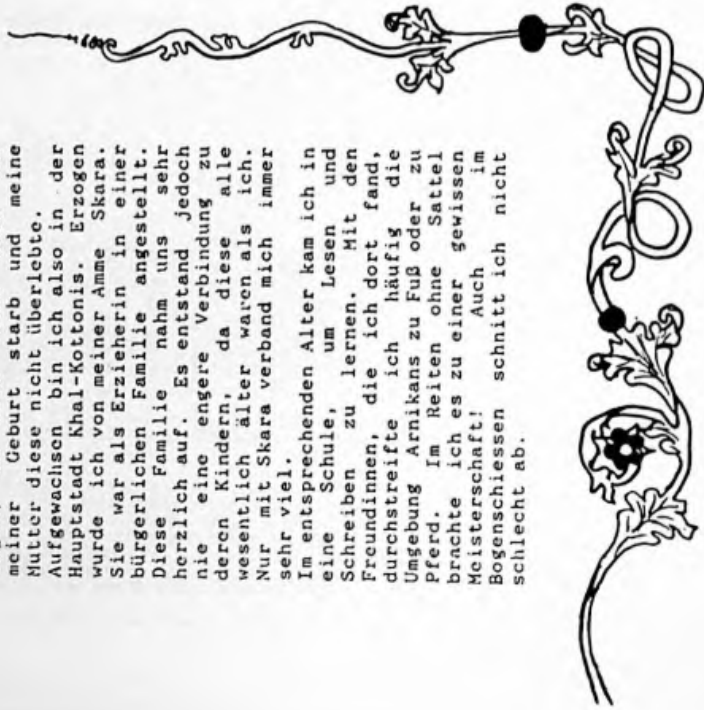 meiner Geburt starb und meine
Mutter diese nicht überlebte.
Aufgewachsen bin ich also in der
Hauptstadt Khal-Kottonis. Erzogen
wurde ich von meiner Amme Skara.
Sie war als Erzieherin in einer
bürgerlichen Familie angestellt.
Diese Familie nahm uns sehr
herzlich auf. Es entstand jedoch
nie eine engere Verbindung zu
deren Kindern, da diese alle
wesentlich älter waren als ich.
Nur mit Skara verband mich immer
sehr viel.
Im entsprechenden Alter kam ich in
eine Schule, um Lesen und
Schreiben zu lernen. Mit den
Freundinnen, die ich dort fand,
durchstreifte ich häufig die
Umgebung Arnikans zu Fuß oder zu
Pferd. Im Reiten ohne Sattel
brachte ich es zu einer gewissen
Meisterschaft! Auch im
Bogenschiessen schnitt ich nicht
schlecht ab.